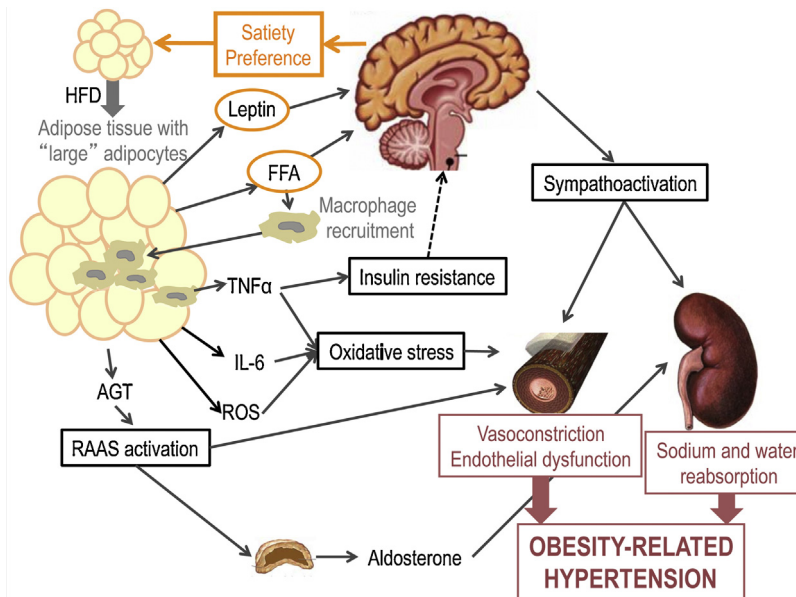 Satiety
Preference
HFD
Adipose tissue with
“large” adipocytes
Leptin
FFA
Macrophage
recruitment
Sympathoactivation
TNFα
Insulin resistance
IL-6
Oxidative stress
AGT
ROS
RAAS activation
Vasoconstriction
Endothelial dysfunction
Sodium and water
reabsorption
Aldosterone
OBESITY-RELATED
HYPERTENSION